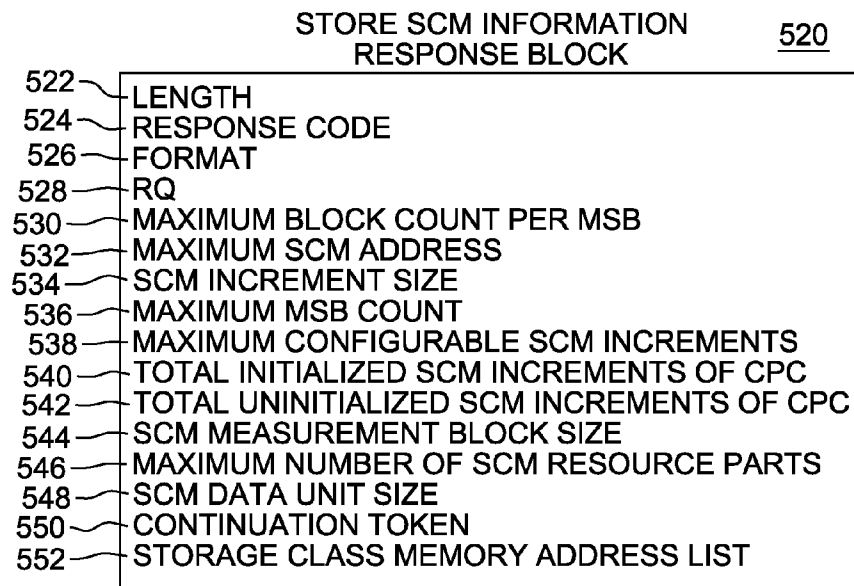 STORE SCM INFORMATION
RESPONSE BLOCK
520
522 LENGTH
524 RESPONSE CODE
526 FORMAT
528 RQ
530 MAXIMUM BLOCK COUNT PER MSB
532 MAXIMUM SCM ADDRESS
534 SCM INCREMENT SIZE
536 MAXIMUM MSB COUNT
538 MAXIMUM CONFIGURABLE SCM INCREMENTS
540 TOTAL INITIALIZED SCM INCREMENTS OF CPC
542 TOTAL UNINITIALIZED SCM INCREMENTS OF CPC
544 SCM MEASUREMENT BLOCK SIZE
546 MAXIMUM NUMBER OF SCM RESOURCE PARTS
548 SCM DATA UNIT SIZE
550 CONTINUATION TOKEN
552 STORAGE CLASS MEMORY ADDRESS LIST